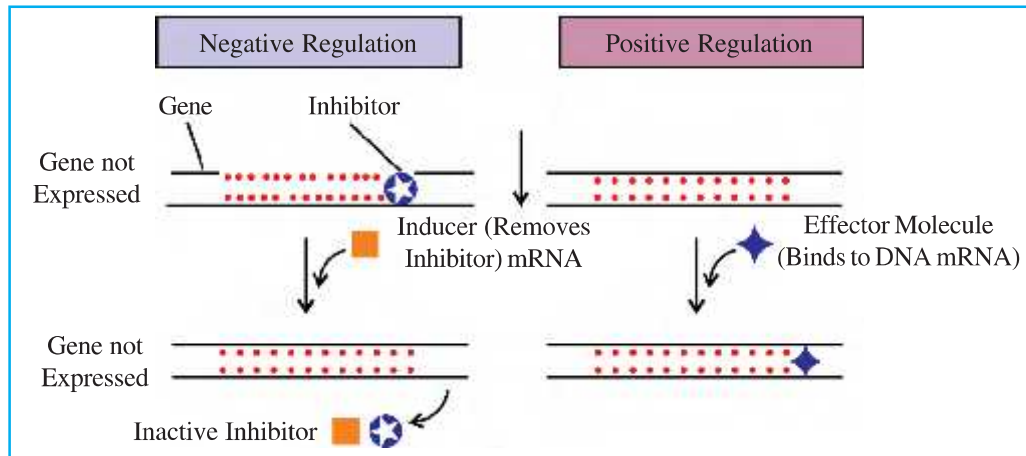 Negative Regulation
Positive Regulation
Gene
Inhibitor
Gene not
Expressed
Inducer (Removes
Inhibitor) mRNA
Effector Molecule
(Binds to DNA mRNA)
Gene not
Expressed
Inactive Inhibitor